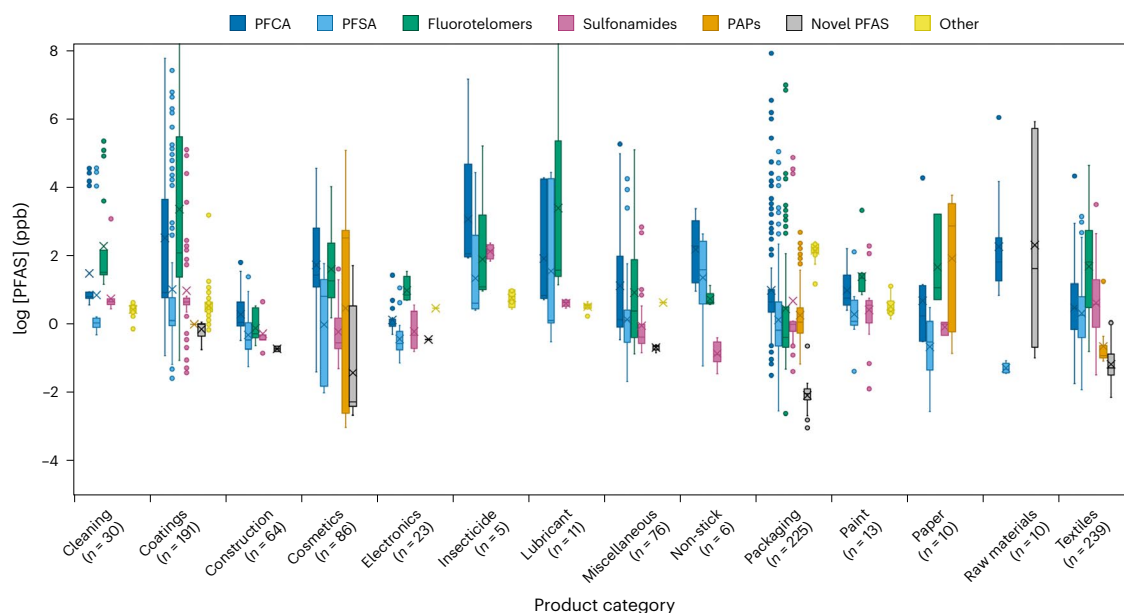 PFCA PFSA Fluorotelomers Sulfonamides PAPs Novel PFAS Other
log [PFAS] (ppb)
8
6
4
2
0
−2
−4
Cleaning
(n = 30)
Coatings
(n = 191)
Construction
(n = 64)
Cosmetics
(n = 86)
Electronics
(n = 23)
Insecticide
(n = 5)
Lubricant
(n = 11)
Miscellaneous
(n = 76)
Non-stick
(n = 6)
Packaging
(n = 225)
Paint
(n = 13)
Paper
(n = 10)
Raw materials
(n = 10)
Textiles
(n = 239)
Product category